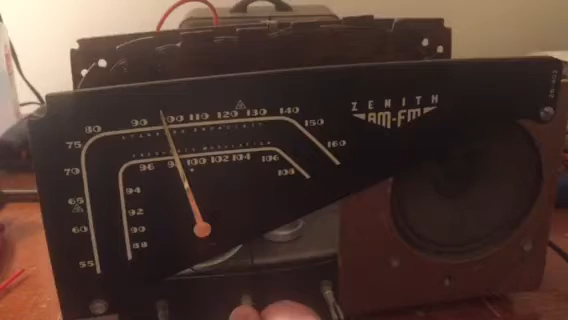 ZENITH
AM-FM
55 60 65 70 75 80 90 100 110 120 130 140 150 160
STANDARD BROADCAST
FREQUENCY MODULATION
88 90 92 94 96 98 100 102 104 106 108